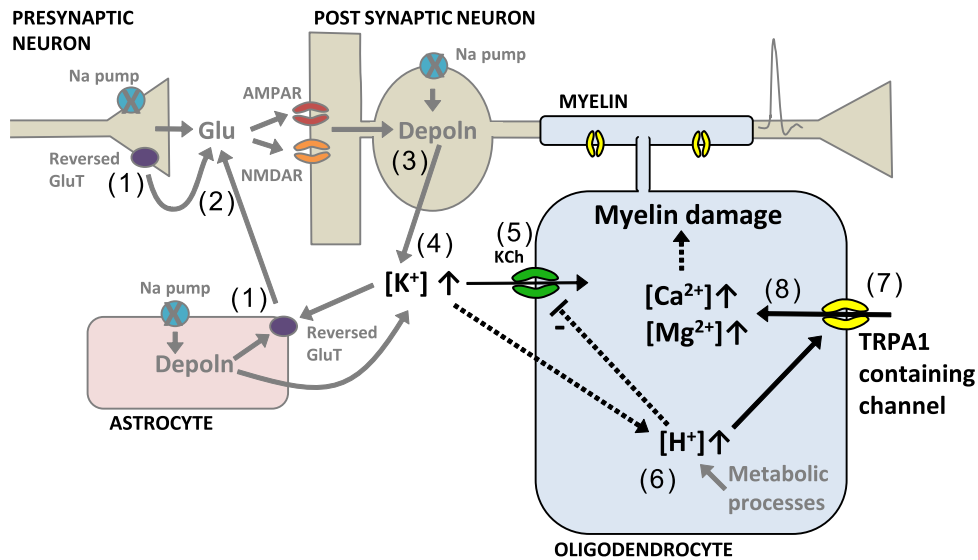 PRESYNAPTIC
NEURON
POST SYNAPTIC NEURON
Na pump
Na pump
AMPAR
MYELIN
Glu
Depoln
Reversed
GluT
(1)
(2)
NMDAR
(3)
(4)
(5)
KCh
[K⁺] ↑
Myelin damage
[Ca²⁺]↑
[Mg²⁺]↑
(8)
(7)
TRPA1
containing
channel
Na pump
(1)
Reversed
GluT
Depoln
ASTROCYTE
-
[H⁺]↑
(6)
Metabolic
processes
OLIGODENDROCYTE